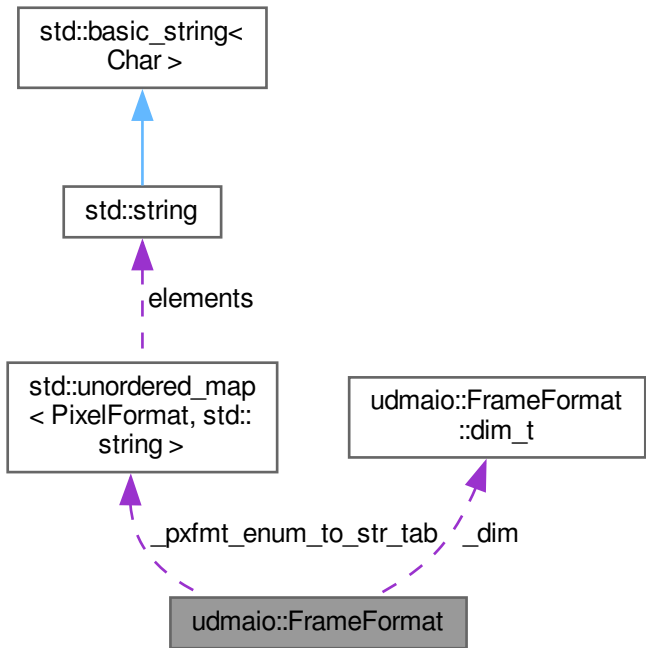 std::basic_string<
Char >
std::string
elements
std::unordered_map
< PixelFormat, std::
string >
udmaio::FrameFormat
::dim_t
_pxfmt_enum_to_str_tab
_dim
udmaio::FrameFormat